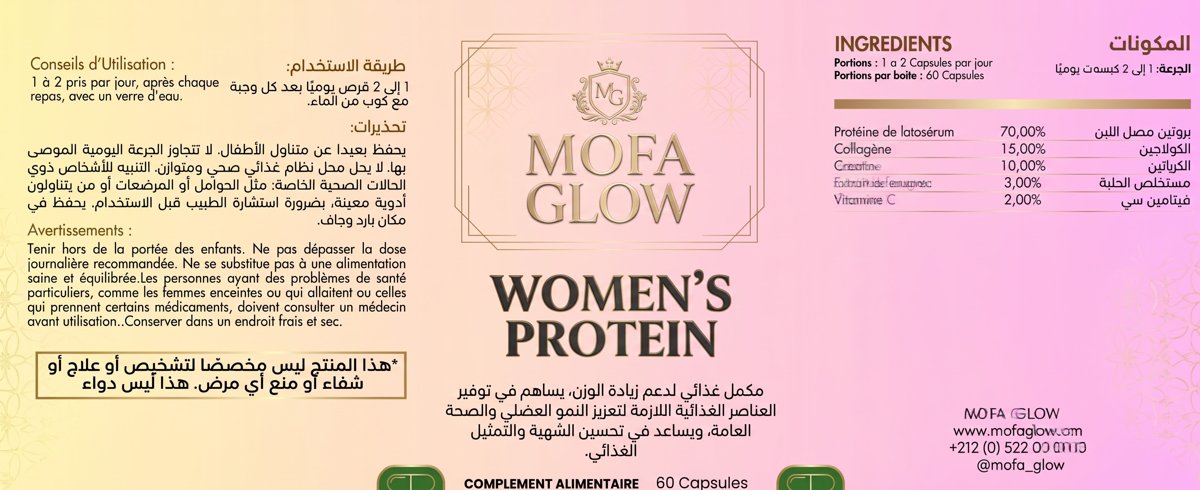 Conseils d'Utilisation :
1 à 2 pris par jour, après chaque
repas, avec un verre d'eau.
طريقة الاستخدام:
1 إلى 2 قرص يوميًا بعد كل وجبة
مع كوب من الماء.
تحذيرات:
يحفظ بعيدا عن متناول الأطفال. لا تتجاوز الجرعة اليومية الموصى
بها. لا يحل محل نظام غذائي صحي ومتوازن. التنبيه للأشخاص ذوي
الحالات الصحية الخاصة: مثل الحوامل أو المرضعات أو من يتناولون
أدوية معينة، بضرورة استشارة الطبيب قبل الاستخدام. يحفظ في
مكان بارد وجاف.
Avertissements :
Tenir hors de la portée des enfants. Ne pas dépasser la dose
journalière recommandée. Ne se substitue pas à une alimentation
saine et équilibrée.Les personnes ayant des problèmes de santé
particuliers, comme les femmes enceintes ou qui allaitent ou celles
qui prennent certains médicaments, doivent consulter un médecin
avant utilisation..Conserver dans un endroit frais et sec.
*هذا المنتج ليس مخصصًا لتشخيص أو علاج أو
شفاء أو منع أي مرض. هذا ليس دواء
MG
MOFA
GLOW
WOMEN'S
PROTEIN
مكمل غذائي لدعم زيادة الوزن، يساهم في توفير
العناصر الغذائية اللازمة لتعزيز النمو العضلي والصحة
العامة، ويساعد في تحسين الشهية والتمثيل
الغذائي.
COMPLEMENT ALIMENTAIRE 60 Capsules
INGREDIENTS المكونات
Portions : 1 a 2 Capsules par jour
Portions par boite : 60 Capsules
الجرعة: 1 إلى 2 يوميًا
Protéine de latosérum 70,00% بروتين مصل اللبن
Collagène 15,00% الكولاجين
10,00% الكرياتين
3,00% مستخلص الحلبة
Vitamine C 2,00% فيتامين سي
MOFA GLOW
+212 (0) 522
@mofa_glow